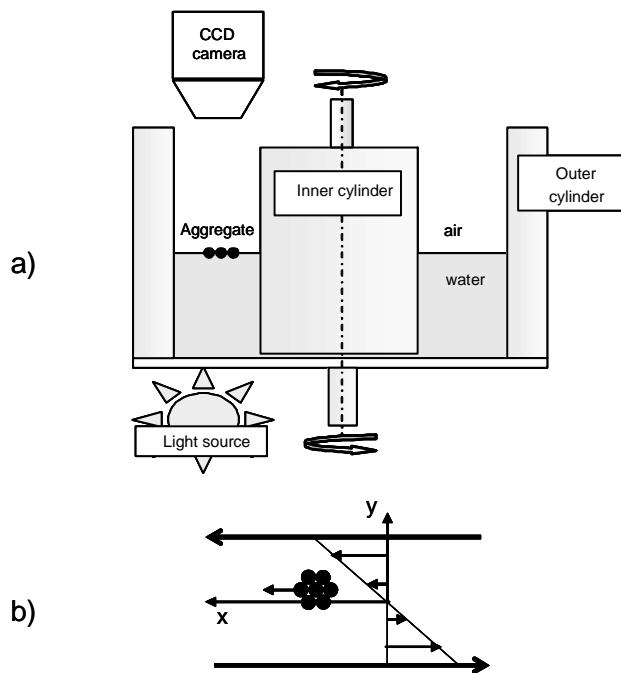 CCD
camera
Inner cylinder
Outer
cylinder
Aggregate
air
a)
water
Light source
y
x
b)